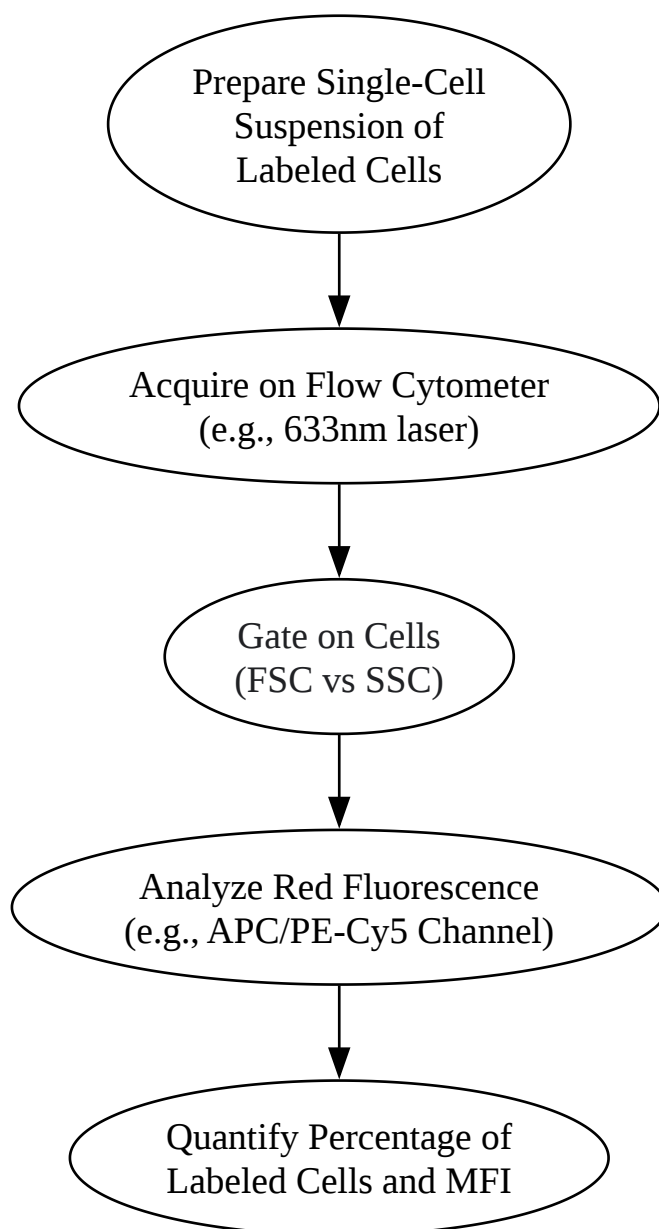 Prepare Single-Cell
Suspension of
Labeled Cells
Acquire on Flow Cytometer
(e.g., 633nm laser)
Gate on Cells
(FSC vs SSC)
Analyze Red Fluorescence
(e.g., APC/PE-Cy5 Channel)
Quantify Percentage of
Labeled Cells and MFI